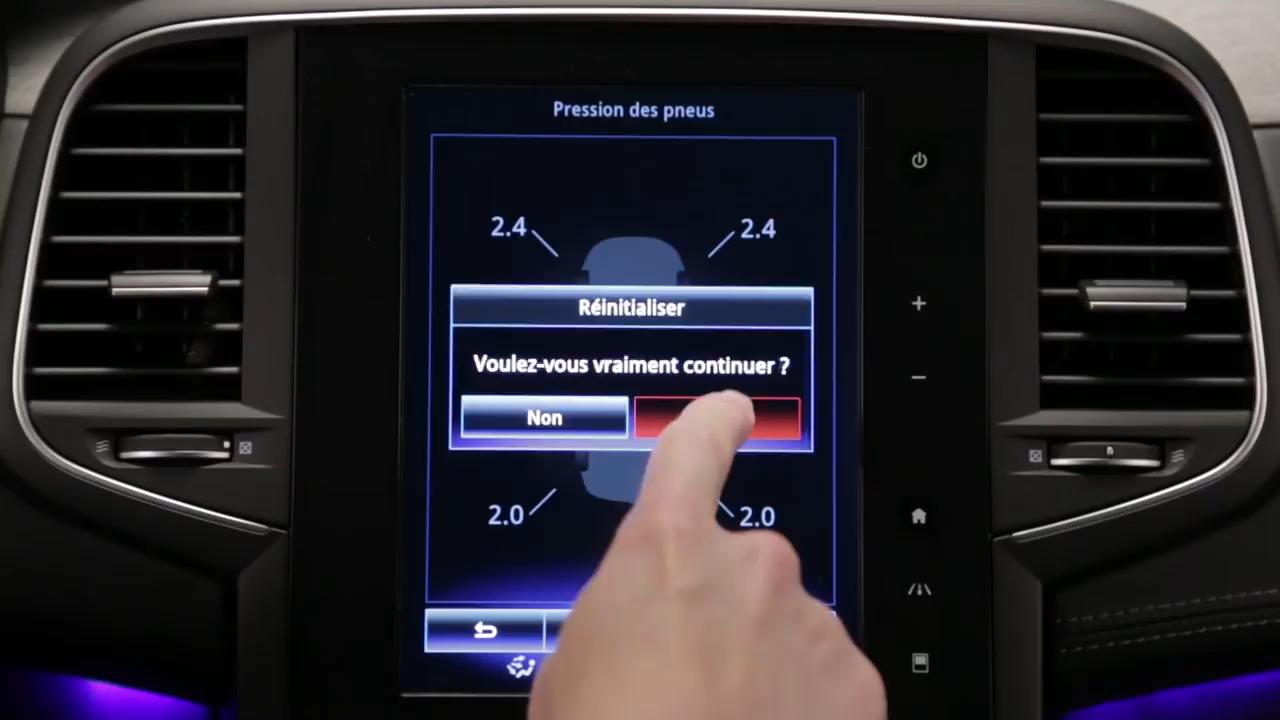 Pression des pneus
2.4 2.4
Réinitialiser
Voulez-vous vraiment continuer ?
Non
2.0 2.0